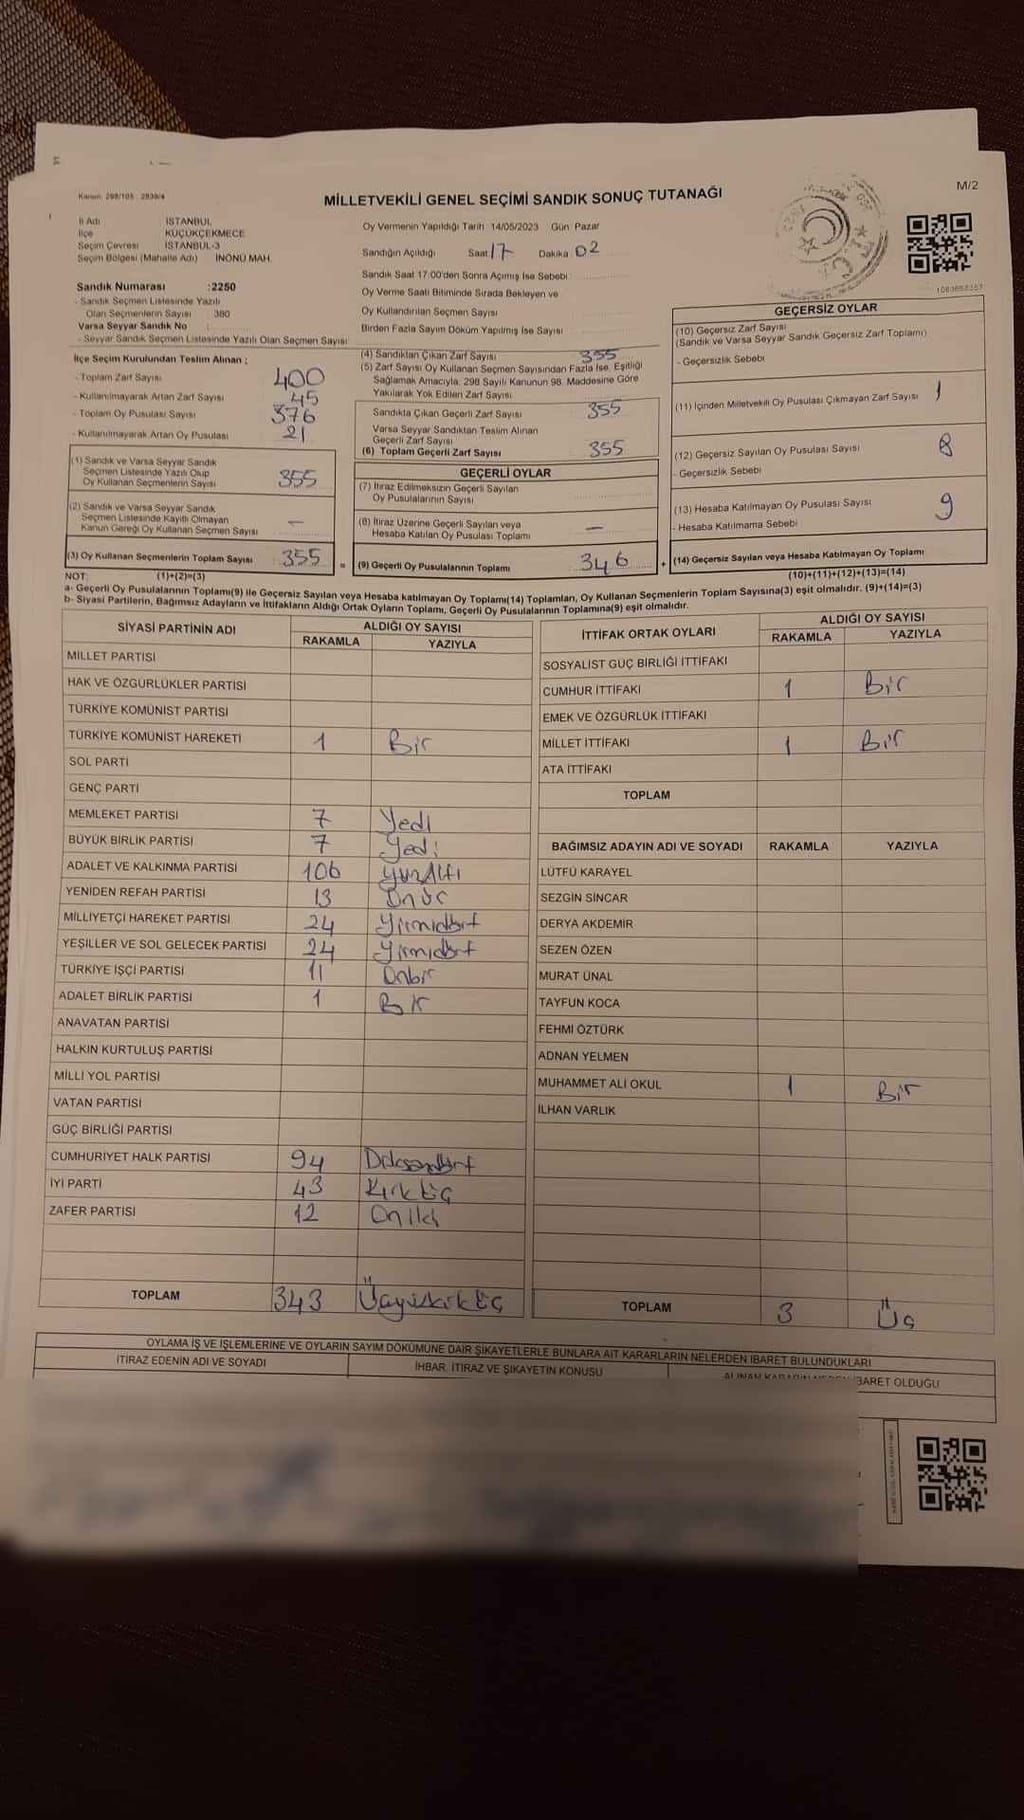 Kanun: 298/105 : 2839/4
MİLLETVEKİLİ GENEL SEÇİMİ SANDIK SONUÇ TUTANAĞI
M/2
İl Adı İSTANBUL
İlçe KÜÇÜKÇEKMECE
Seçim Çevresi İSTANBUL-3
Seçim Bölgesi (Mahalle Adı) İNÖNÜ MAH.
Sandık Numarası :2250
- Sandık Seçmen Listesinde Yazılı
Olan Seçmenlerin Sayısı 380
Varsa Seyyar Sandık No
- Seyyar Sandık Seçmen Listesinde Yazılı Olan Seçmen Sayısı
Oy Vermenin Yapıldığı Tarih 14/05/2023 Gün Pazar
Sandığın Açıldığı Saat 17 Dakika 02
Sandık Saat 17:00'den Sonra Açımış İse Sebebi
Oy Verme Saati Bitiminde Sırada Bekleyen ve
Oy Kullandırılan Seçmen Sayısı
Birden Fazla Sayım Döküm Yapılmış İse Sayısı
İlçe Seçim Kurulundan Teslim Alınan ;
- Toplam Zarf Sayısı 400
- Kullanılmayarak Artan Zarf Sayısı 45
- Toplam Oy Pusulası Sayısı 376
- Kullanılmayarak Artan Oy Pusulası 21
(1) Sandık ve Varsa Seyyar Sandık
Seçmen Listesinde Yazılı Olup
Oy Kullanan Seçmenlerin Sayısı 355
(2) Sandık ve Varsa Seyyar Sandık
Seçmen Listesinde Kayıtlı Olmayan
Kanun Gereği Oy Kullanan Seçmen Sayısı –
(3) Oy Kullanan Seçmenlerin Toplam Sayısı 355 =
(4) Sandıktan Çıkan Zarf Sayısı 355
(5) Zarf Sayısı Oy Kullanan Seçmen Sayısından Fazla İse, Eşitliği
Sağlamak Amacıyla, 298 Sayılı Kanunun 98. Maddesine Göre
Yakılarak Yok Edilen Zarf Sayısı
Sandıkta Çıkan Geçerli Zarf Sayısı 355
Varsa Seyyar Sandıktan Teslim Alınan
Geçerli Zarf Sayısı
(6) Toplam Geçerli Zarf Sayısı 355
GEÇERLİ OYLAR
(7) İtiraz Edilmeksizin Geçerli Sayılan
Oy Pusulalarının Sayısı
(8) İtiraz Üzerine Geçerli Sayılan veya
Hesaba Katılan Oy Pusulası Toplamı –
(9) Geçerli Oy Pusulalarının Toplamı 346 +
GEÇERSİZ OYLAR
(10) Geçersiz Zarf Sayısı
(Sandık ve Varsa Seyyar Sandık Geçersiz Zarf Toplamı)
- Geçersizlik Sebebi
(11) İçinden Milletvekili Oy Pusulası Çıkmayan Zarf Sayısı 1
(12) Geçersiz Sayılan Oy Pusulası Sayısı 8
- Geçersizlik Sebebi
(13) Hesaba Katılmayan Oy Pusulası Sayısı 9
- Hesaba Katılmama Sebebi
(14) Geçersiz Sayılan veya Hesaba Katılmayan Oy Toplamı
NOT: (1)+(2)=(3) (10)+(11)+(12)+(13)=(14)
a- Geçerli Oy Pusulalarının Toplamı(9) ile Geçersiz Sayılan veya Hesaba katılmayan Oy Toplamı(14) Toplamları, Oy Kullanan Seçmenlerin Toplam Sayısına(3) eşit olmalıdır. (9)+(14)=(3)
b- Siyasi Partilerin, Bağımsız Adayların ve İttifakların Aldığı Ortak Oyların Toplamı, Geçerli Oy Pusulalarının Toplamına(9) eşit olmalıdır.
SİYASİ PARTİNİN ADI ALDIĞI OY SAYISI
RAKAMLA YAZIYLA
MİLLET PARTİSİ
HAK VE ÖZGÜRLÜKLER PARTİSİ
TÜRKİYE KOMÜNİST PARTİSİ
TÜRKİYE KOMÜNİST HAREKETİ 1 Bir
SOL PARTİ
GENÇ PARTİ
MEMLEKET PARTİSİ 7 Yedi
BÜYÜK BİRLİK PARTİSİ 7 Yedi
ADALET VE KALKINMA PARTİSİ 106 YüzAltı
YENİDEN REFAH PARTİSİ 13 Onüç
MİLLİYETÇİ HAREKET PARTİSİ 24 Yirmidört
YEŞİLLER VE SOL GELECEK PARTİSİ 24 Yirmidört
TÜRKİYE İŞÇİ PARTİSİ 11 Onbir
ADALET BİRLİK PARTİSİ 1 Bir
ANAVATAN PARTİSİ
HALKIN KURTULUŞ PARTİSİ
MİLLİ YOL PARTİSİ
VATAN PARTİSİ
GÜÇ BİRLİĞİ PARTİSİ
CUMHURİYET HALK PARTİSİ 94 Doksandört
İYİ PARTİ 43 Kırküç
ZAFER PARTİSİ 12 Oniki
TOPLAM 343 Üçyüzkırküç
İTTİFAK ORTAK OYLARI ALDIĞI OY SAYISI
RAKAMLA YAZIYLA
SOSYALİST GÜÇ BİRLİĞİ İTTİFAKI
CUMHUR İTTİFAKI 1 Bir
EMEK VE ÖZGÜRLÜK İTTİFAKI
MİLLET İTTİFAKI 1 Bir
ATA İTTİFAKI
TOPLAM
BAĞIMSIZ ADAYIN ADI VE SOYADI RAKAMLA YAZIYLA
LÜTFÜ KARAYEL
SEZGİN SİNCAR
DERYA AKDEMİR
SEZEN ÖZEN
MURAT ÜNAL
TAYFUN KOCA
FEHMİ ÖZTÜRK
ADNAN YELMEN
MUHAMMET ALİ OKUL 1 Bir
İLHAN VARLIK
TOPLAM 3 Üç
OYLAMA İŞ VE İŞLEMLERİNE VE OYLARIN SAYIM DÖKÜMÜNE DAİR ŞİKAYETLERLE BUNLARA AİT KARARLARIN NELERDEN İBARET BULUNDUKLARI
İTİRAZ EDENİN ADI VE SOYADI İHBAR, İTİRAZ VE ŞİKAYETİN KONUSU